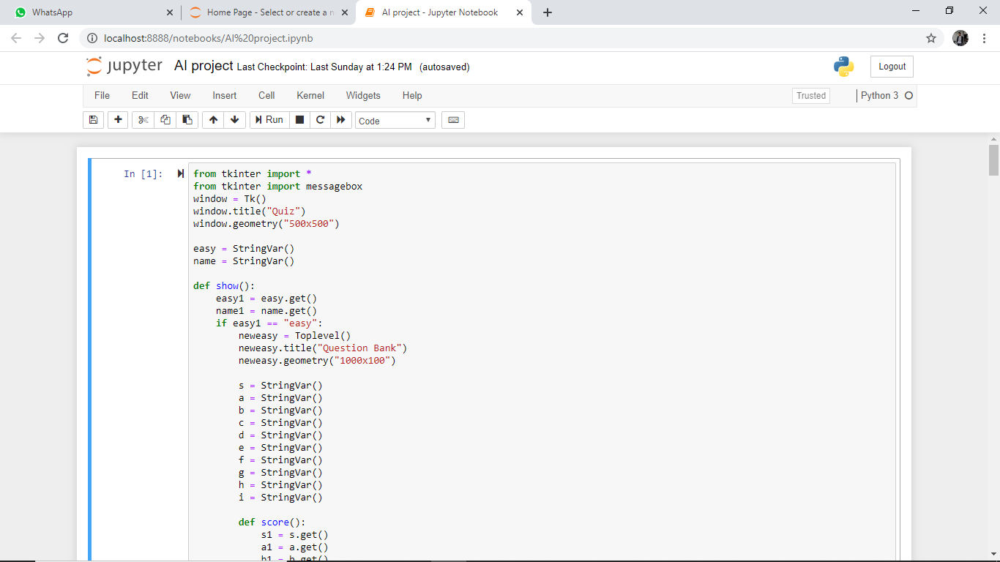 WhatsApp
Home Page - Select or create a n
AI project - Jupyter Notebook
localhost:8888/notebooks/AI%20project.ipynb
jupyter AI project Last Checkpoint: Last Sunday at 1:24 PM (autosaved)
Logout
File Edit View Insert Cell Kernel Widgets Help
Trusted
Python 3
Run
Code
In [1]:
from tkinter import *
from tkinter import messagebox
window = Tk()
window.title("Quiz")
window.geometry("500x500")
easy = StringVar()
name = StringVar()
def show():
    easy1 = easy.get()
    name1 = name.get()
    if easy1 == "easy":
        neweasy = Toplevel()
        neweasy.title("Question Bank")
        neweasy.geometry("1000x100")
        s = StringVar()
        a = StringVar()
        b = StringVar()
        c = StringVar()
        d = StringVar()
        e = StringVar()
        f = StringVar()
        g = StringVar()
        h = StringVar()
        i = StringVar()
        def score():
            s1 = s.get()
            a1 = a.get()
            b1 = b.get()